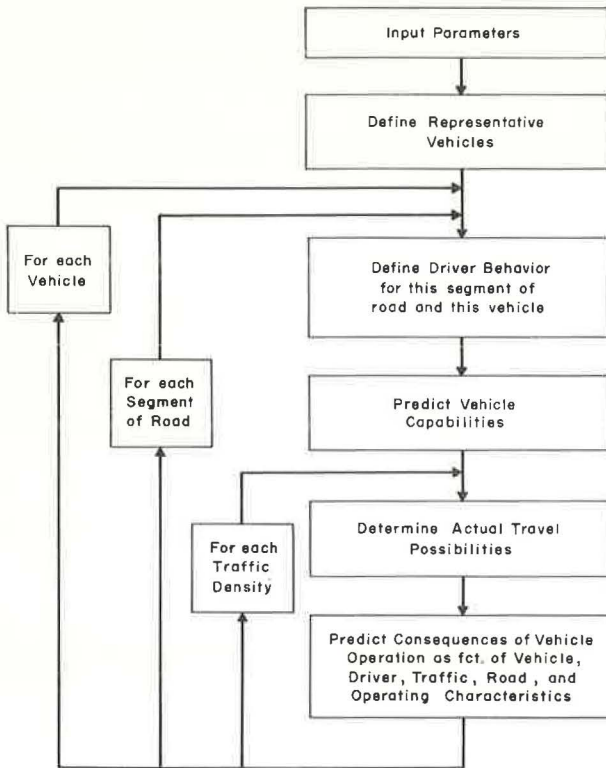 Input Parameters
Define Representative
Vehicles
For each
Vehicle
Define Driver Behavior
for this segment of
road and this vehicle
For each
Segment
of Road
Predict Vehicle
Capabilities
For each
Traffic
Density
Determine Actual Travel
Possibilities
Predict Consequences of Vehicle
Operation as fct. of Vehicle,
Driver, Traffic, Road, and
Operating Characteristics